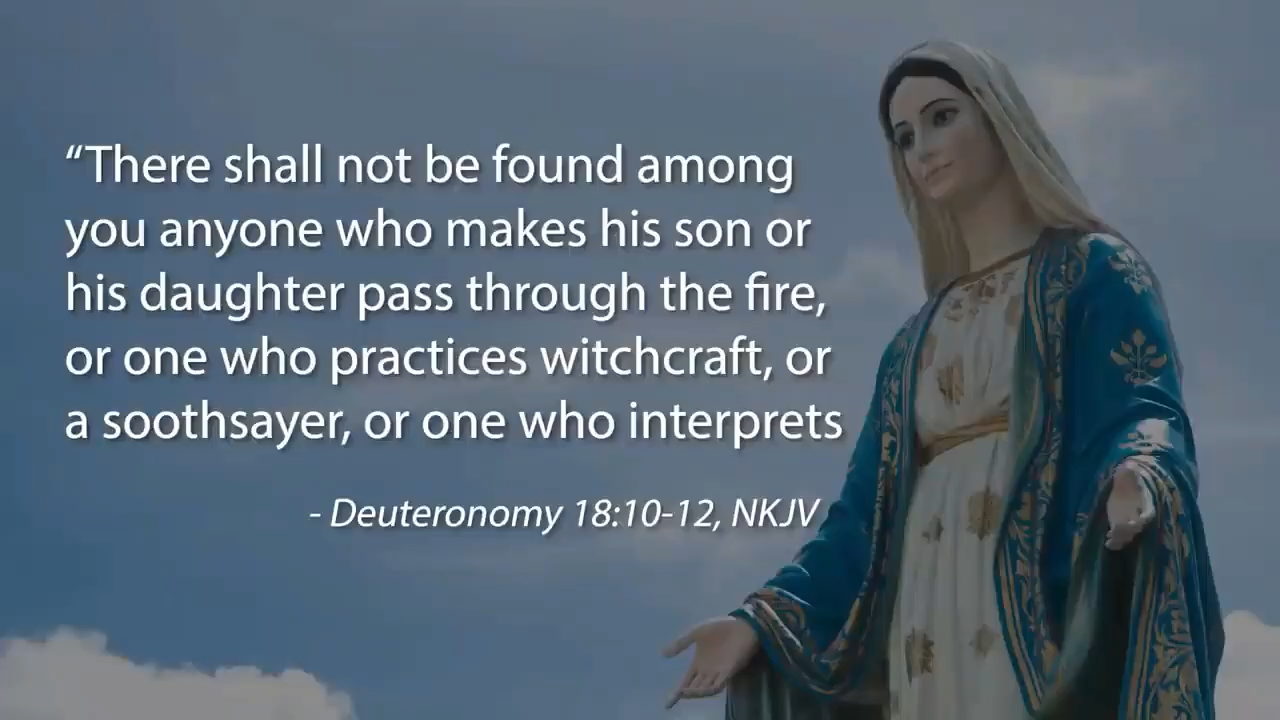 “There shall not be found among
you anyone who makes his son or
his daughter pass through the fire,
or one who practices witchcraft, or
a soothsayer, or one who interprets
- Deuteronomy 18:10-12, NKJV